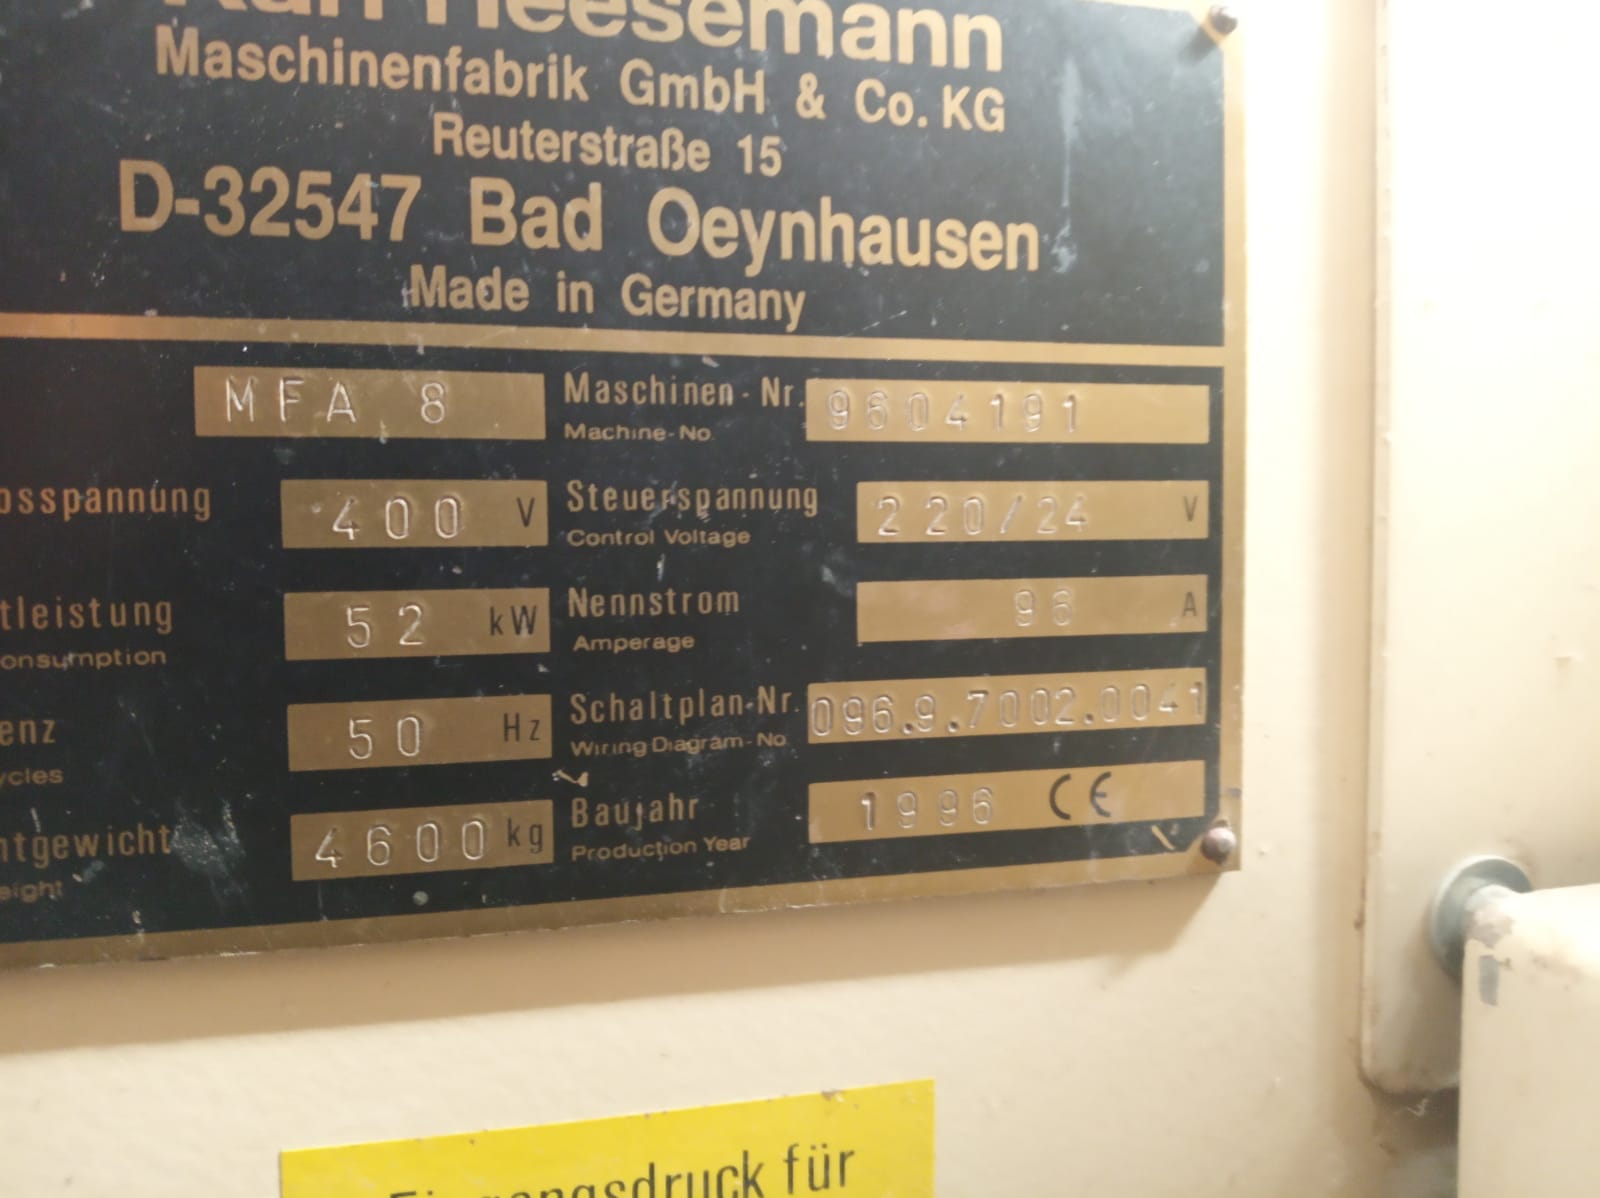 Karl Heesemann
Maschinenfabrik GmbH & Co. KG
Reuterstraße 15
D-32547 Bad Oeynhausen
Made in Germany
MFA 8 Maschinen-Nr. 9604191
Machine-No.
osspannung 400 V Steuerspannung 220/24 V
Control Voltage
tleistung 52 kW Nennstrom 96 A
onsumption Amperage
enz 50 Hz Schaltplan-Nr. 096.9.7002.0041
ycles Wiring Diagram-No.
ntgewicht 4600 kg Baujahr 1996 CE
eight Production Year
Eingangsdruck für